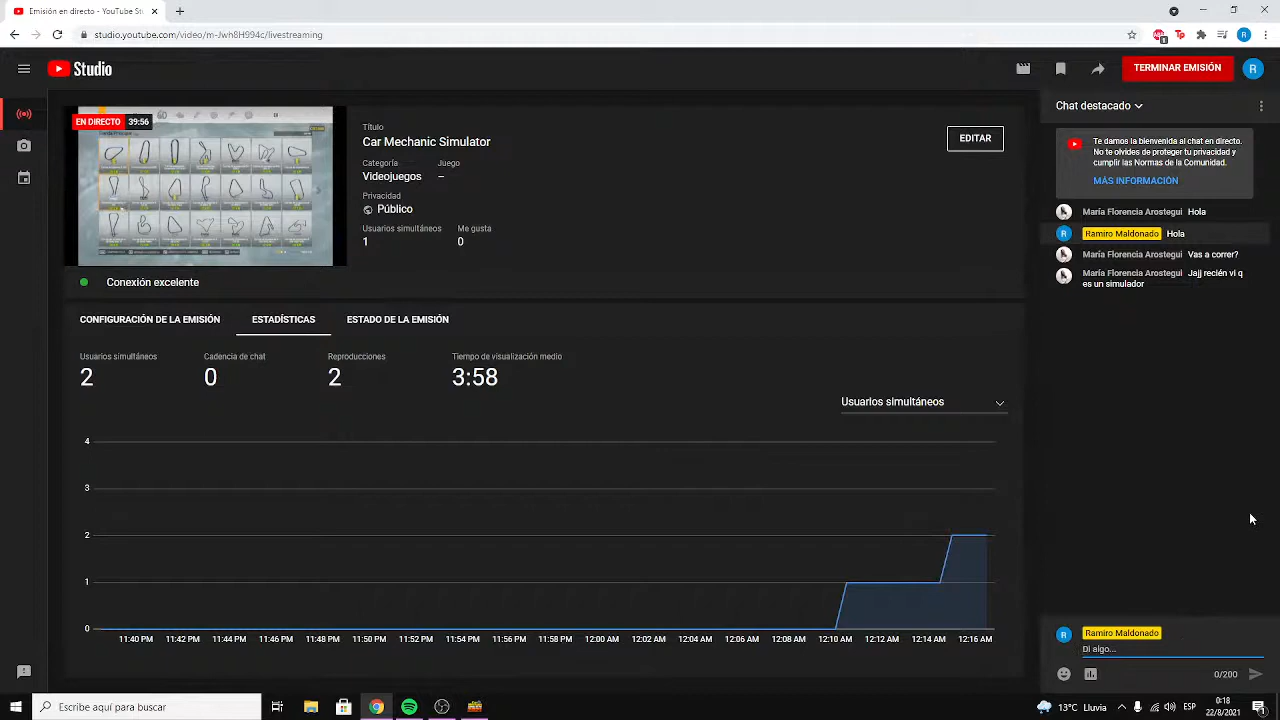 Emisión en directo - YouTube Stu
studio.youtube.com/video/m-Jwh8H994c/livestreaming
Studio
TERMINAR EMISIÓN
R
EN DIRECTO 39:56
Título
Car Mechanic Simulator
EDITAR
Categoría Juego
Videojuegos –
Privacidad
Público
Usuarios simultáneos Me gusta
1 0
Conexión excelente
CONFIGURACIÓN DE LA EMISIÓN ESTADÍSTICAS ESTADO DE LA EMISIÓN
Usuarios simultáneos Cadencia de chat Reproducciones Tiempo de visualización medio
2 0 2 3:58
Usuarios simultáneos
4
3
2
1
0
11:40 PM 11:42 PM 11:44 PM 11:46 PM 11:48 PM 11:50 PM 11:52 PM 11:54 PM 11:56 PM 11:58 PM 12:00 AM 12:02 AM 12:04 AM 12:06 AM 12:08 AM 12:10 AM 12:12 AM 12:14 AM 12:16 AM
Chat destacado
Te damos la bienvenida al chat en directo.
No te olvides de proteger tu privacidad y
cumplir las Normas de la Comunidad.
MÁS INFORMACIÓN
María Florencia Arostegui Hola
R Ramiro Maldonado Hola
María Florencia Arostegui Vas a correr?
María Florencia Arostegui Jajj recién vi q
es un simulador
R Ramiro Maldonado
Di algo...
0/200
Escribe aquí para buscar
13°C Lluvia ESP
0:18
22/8/2021